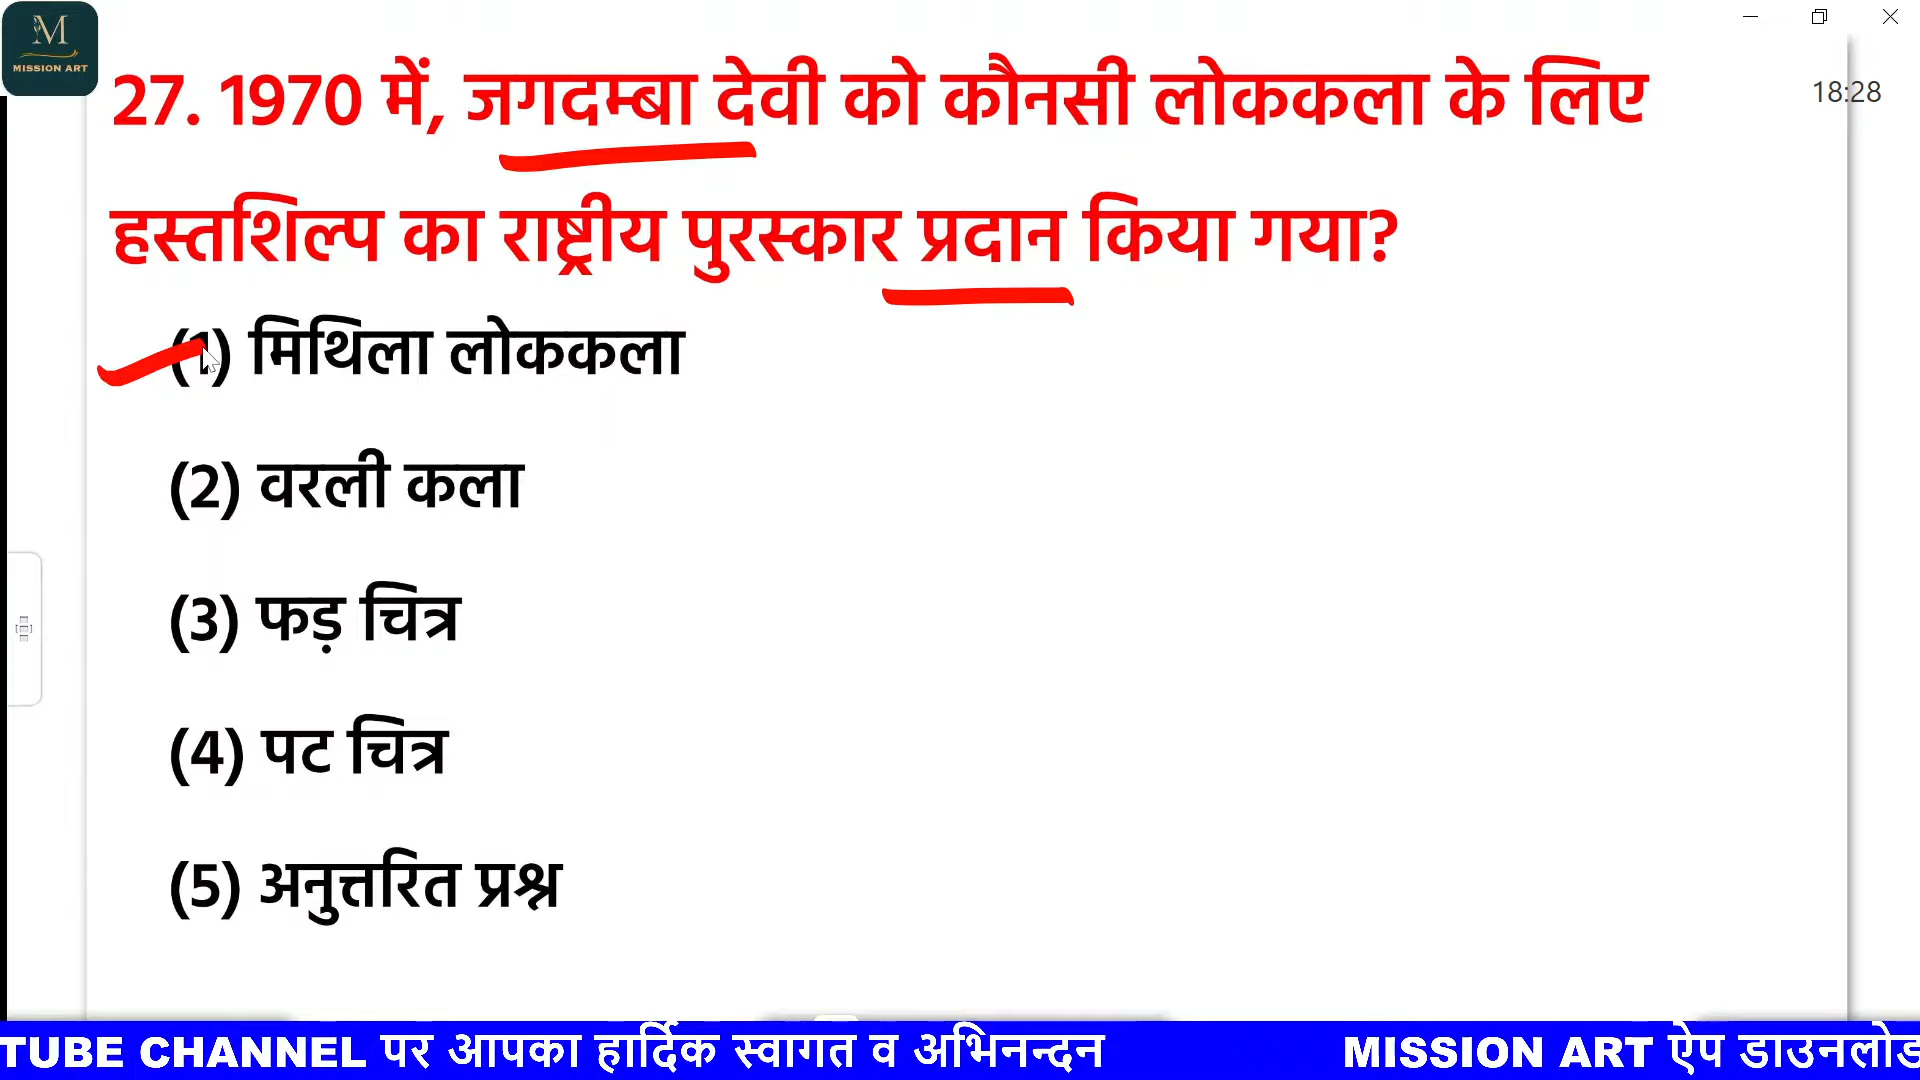 M
MISSION ART
27. 1970 में, जगदम्बा देवी को कौनसी लोककला के लिए
18:28
हस्तशिल्प का राष्ट्रीय पुरस्कार प्रदान किया गया?
(1) मिथिला लोककला
(2) वरली कला
(3) फड़ चित्र
(4) पट चित्र
(5) अनुत्तरित प्रश्न
TUBE CHANNEL पर आपका हार्दिक स्वागत व अभिनन्दन MISSION ART ऐप डाउनलोड